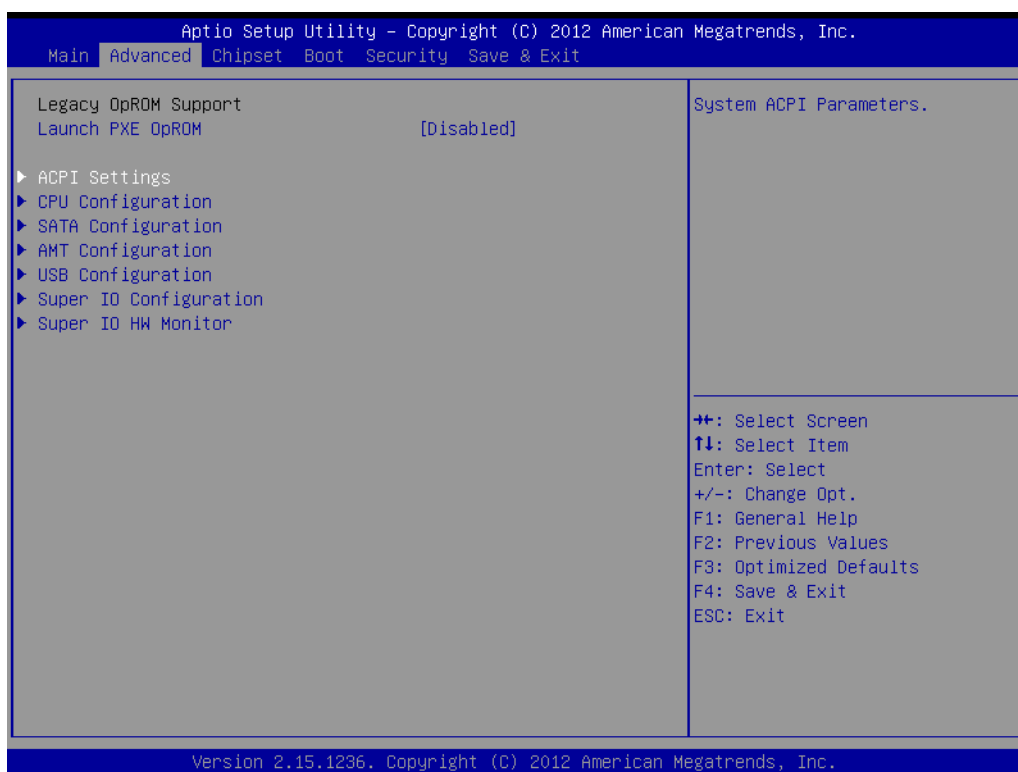 Aptio Setup Utility – Copyright (C) 2012 American Megatrends, Inc.
Main Advanced Chipset Boot Security Save & Exit
Legacy OpROM Support
Launch PXE OpROM [Disabled]
► ACPI Settings
► CPU Configuration
► SATA Configuration
► AMT Configuration
► USB Configuration
► Super IO Configuration
► Super IO HW Monitor
System ACPI Parameters.
→←: Select Screen
↑↓: Select Item
Enter: Select
+/-: Change Opt.
F1: General Help
F2: Previous Values
F3: Optimized Defaults
F4: Save & Exit
ESC: Exit
Version 2.15.1236. Copyright (C) 2012 American Megatrends, Inc.